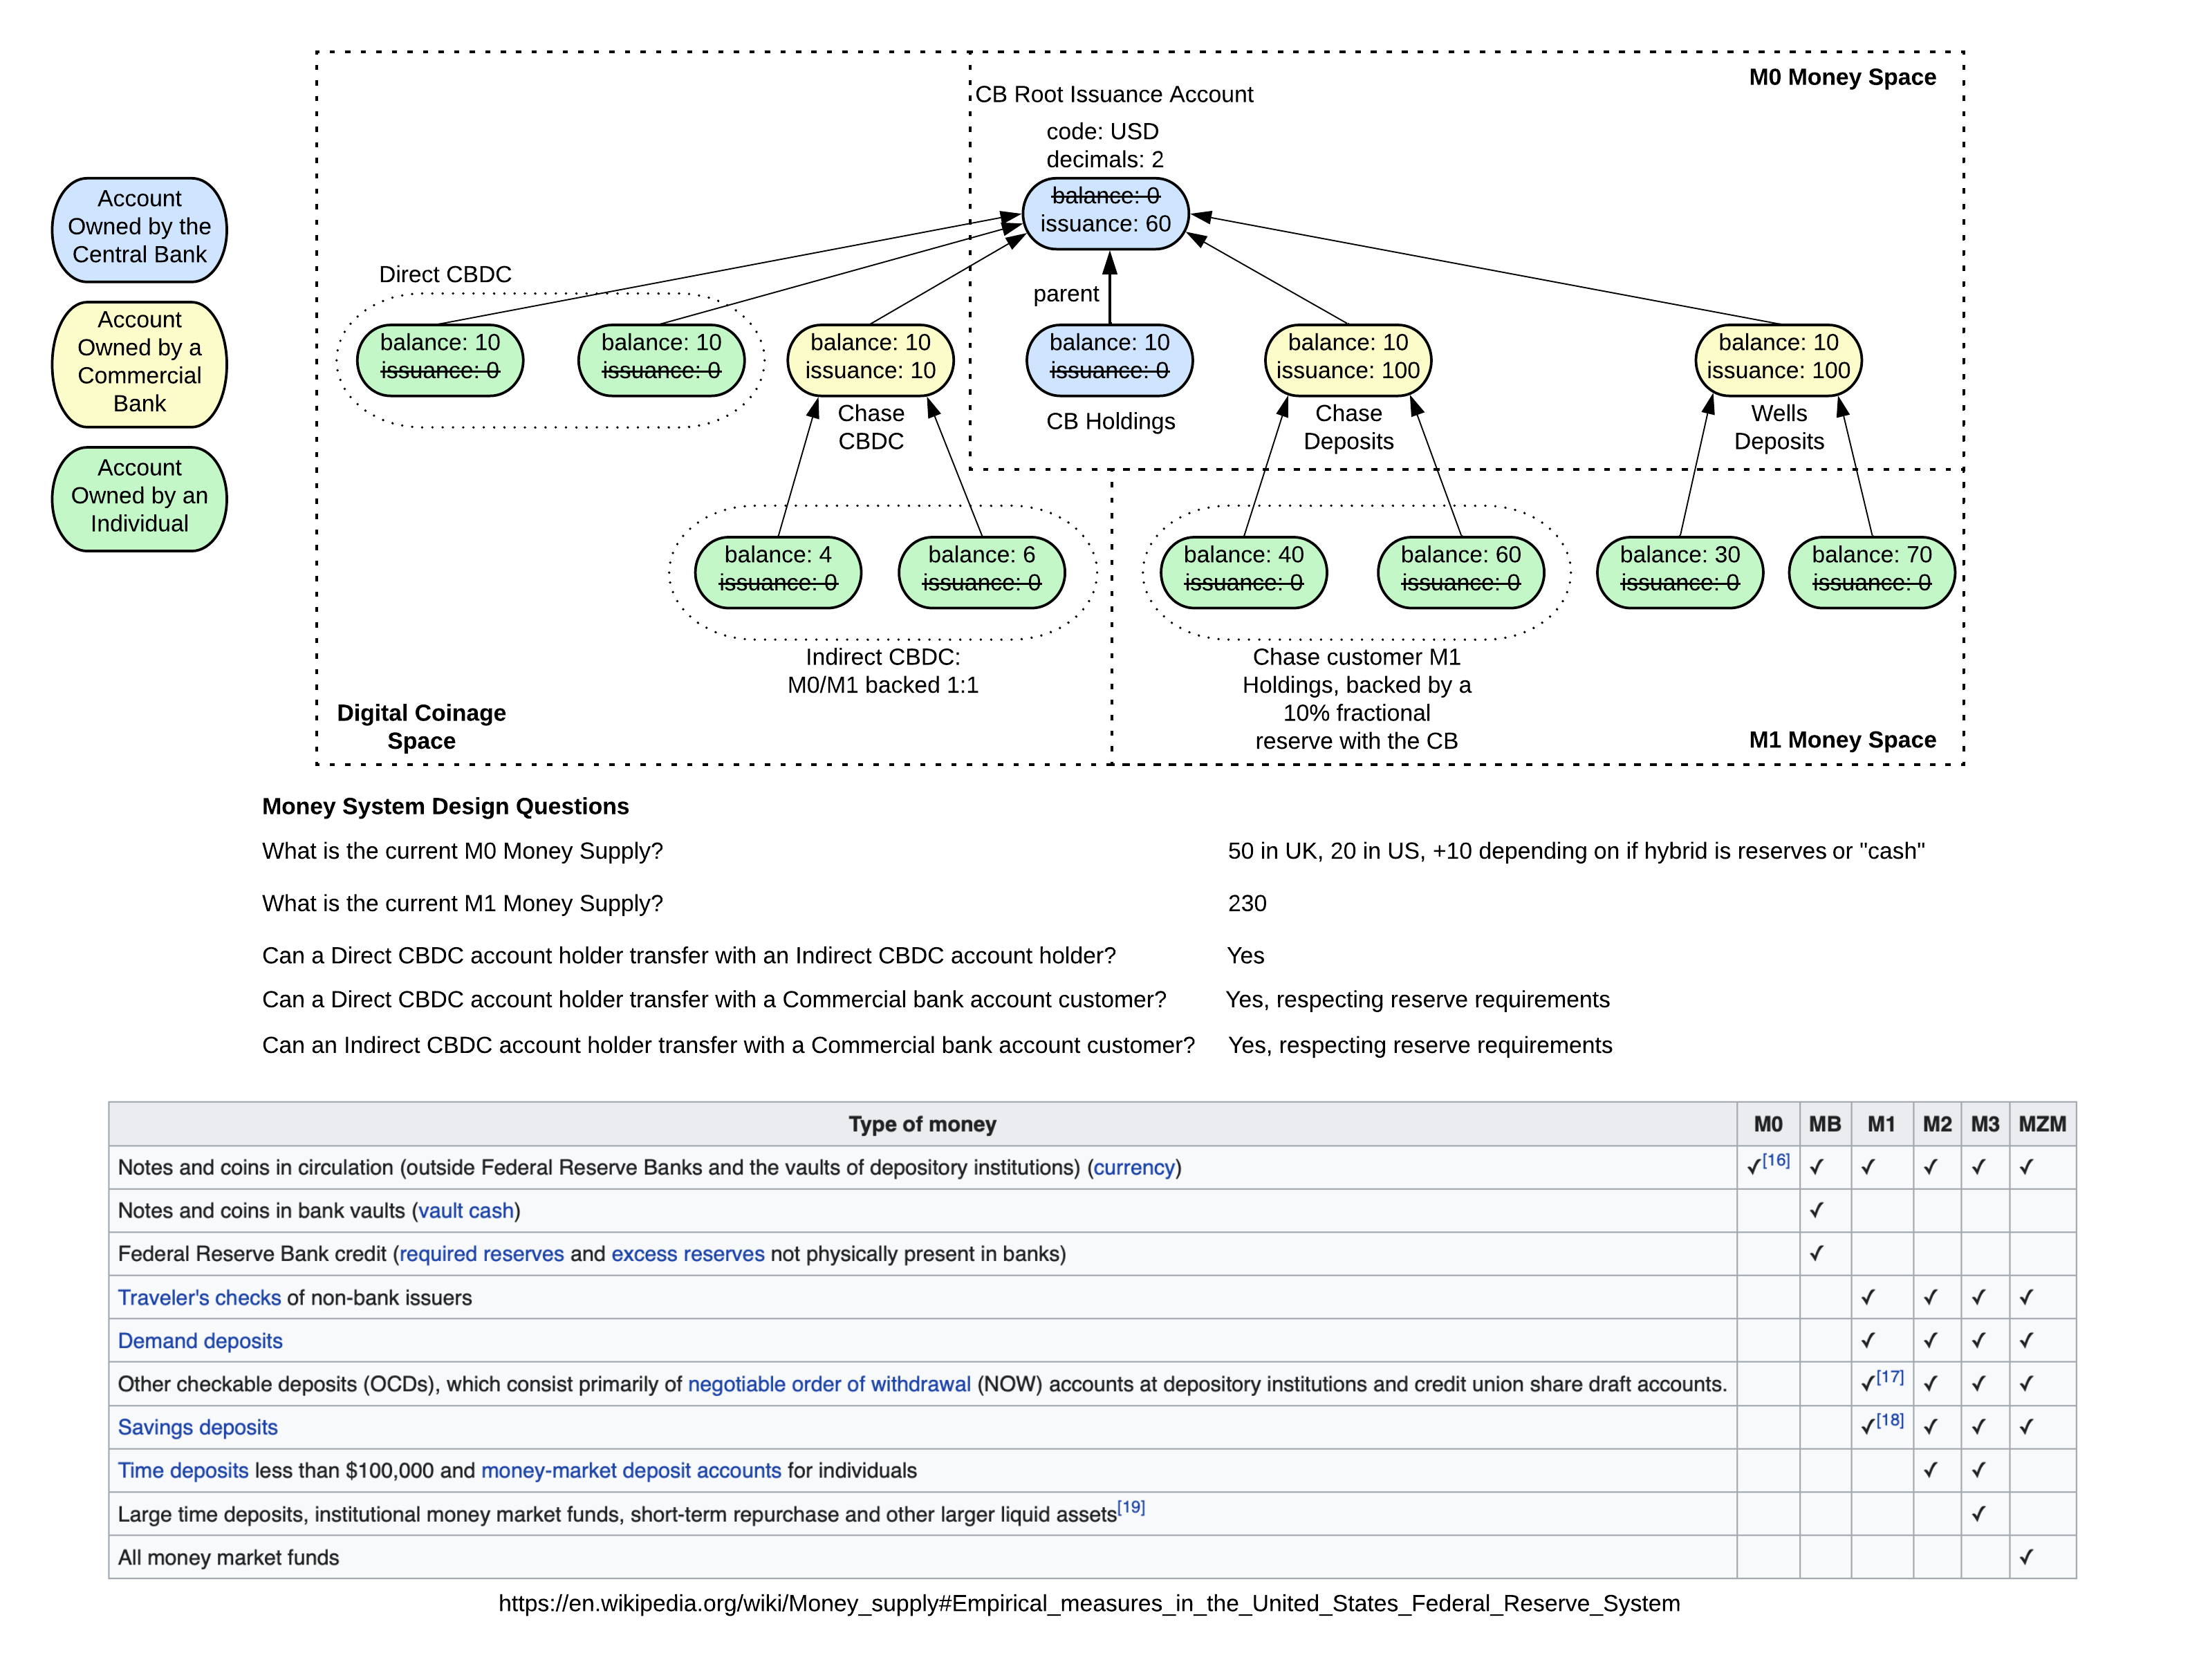 M0 Money Space
CB Root Issuance Account
code: USD
decimals: 2
balance: 0
issuance: 60
Account
Owned by the
Central Bank
Account
Owned by a
Commercial
Bank
Account
Owned by an
Individual
Direct CBDC
parent
balance: 10
issuance: 0
balance: 10
issuance: 0
balance: 10
issuance: 10
Chase
CBDC
balance: 10
issuance: 0
CB Holdings
balance: 10
issuance: 100
Chase
Deposits
balance: 10
issuance: 100
Wells
Deposits
balance: 4
issuance: 0
balance: 6
issuance: 0
balance: 40
issuance: 0
balance: 60
issuance: 0
balance: 30
issuance: 0
balance: 70
issuance: 0
Indirect CBDC:
M0/M1 backed 1:1
Chase customer M1
Holdings, backed by a
10% fractional
reserve with the CB
Digital Coinage
Space
M1 Money Space
Money System Design Questions
What is the current M0 Money Supply? 50 in UK, 20 in US, +10 depending on if hybrid is reserves or "cash"
What is the current M1 Money Supply? 230
Can a Direct CBDC account holder transfer with an Indirect CBDC account holder? Yes
Can a Direct CBDC account holder transfer with a Commercial bank account customer? Yes, respecting reserve requirements
Can an Indirect CBDC account holder transfer with a Commercial bank account customer? Yes, respecting reserve requirements
Type of money M0 MB M1 M2 M3 MZM
Notes and coins in circulation (outside Federal Reserve Banks and the vaults of depository institutions) (currency) ✓[16] ✓ ✓ ✓ ✓ ✓
Notes and coins in bank vaults (vault cash) ✓
Federal Reserve Bank credit (required reserves and excess reserves not physically present in banks) ✓
Traveler's checks of non-bank issuers ✓ ✓ ✓ ✓
Demand deposits ✓ ✓ ✓ ✓
Other checkable deposits (OCDs), which consist primarily of negotiable order of withdrawal (NOW) accounts at depository institutions and credit union share draft accounts. ✓[17] ✓ ✓ ✓
Savings deposits ✓[18] ✓ ✓ ✓
Time deposits less than $100,000 and money-market deposit accounts for individuals ✓ ✓
Large time deposits, institutional money market funds, short-term repurchase and other larger liquid assets[19] ✓
All money market funds ✓
https://en.wikipedia.org/wiki/Money_supply#Empirical_measures_in_the_United_States_Federal_Reserve_System